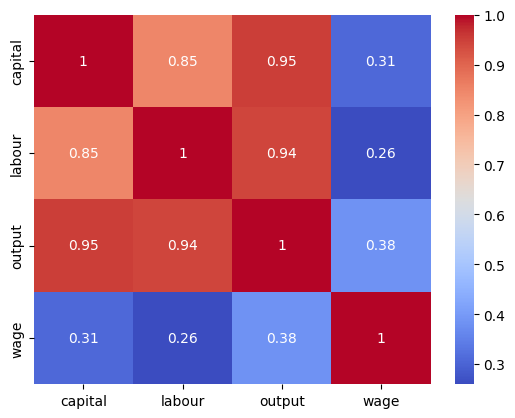 capital 1 0.85 0.95 0.31
labour 0.85 1 0.94 0.26
output 0.95 0.94 1 0.38
wage 0.31 0.26 0.38 1
capital labour output wage
1.0
0.9
0.8
0.7
0.6
0.5
0.4
0.3